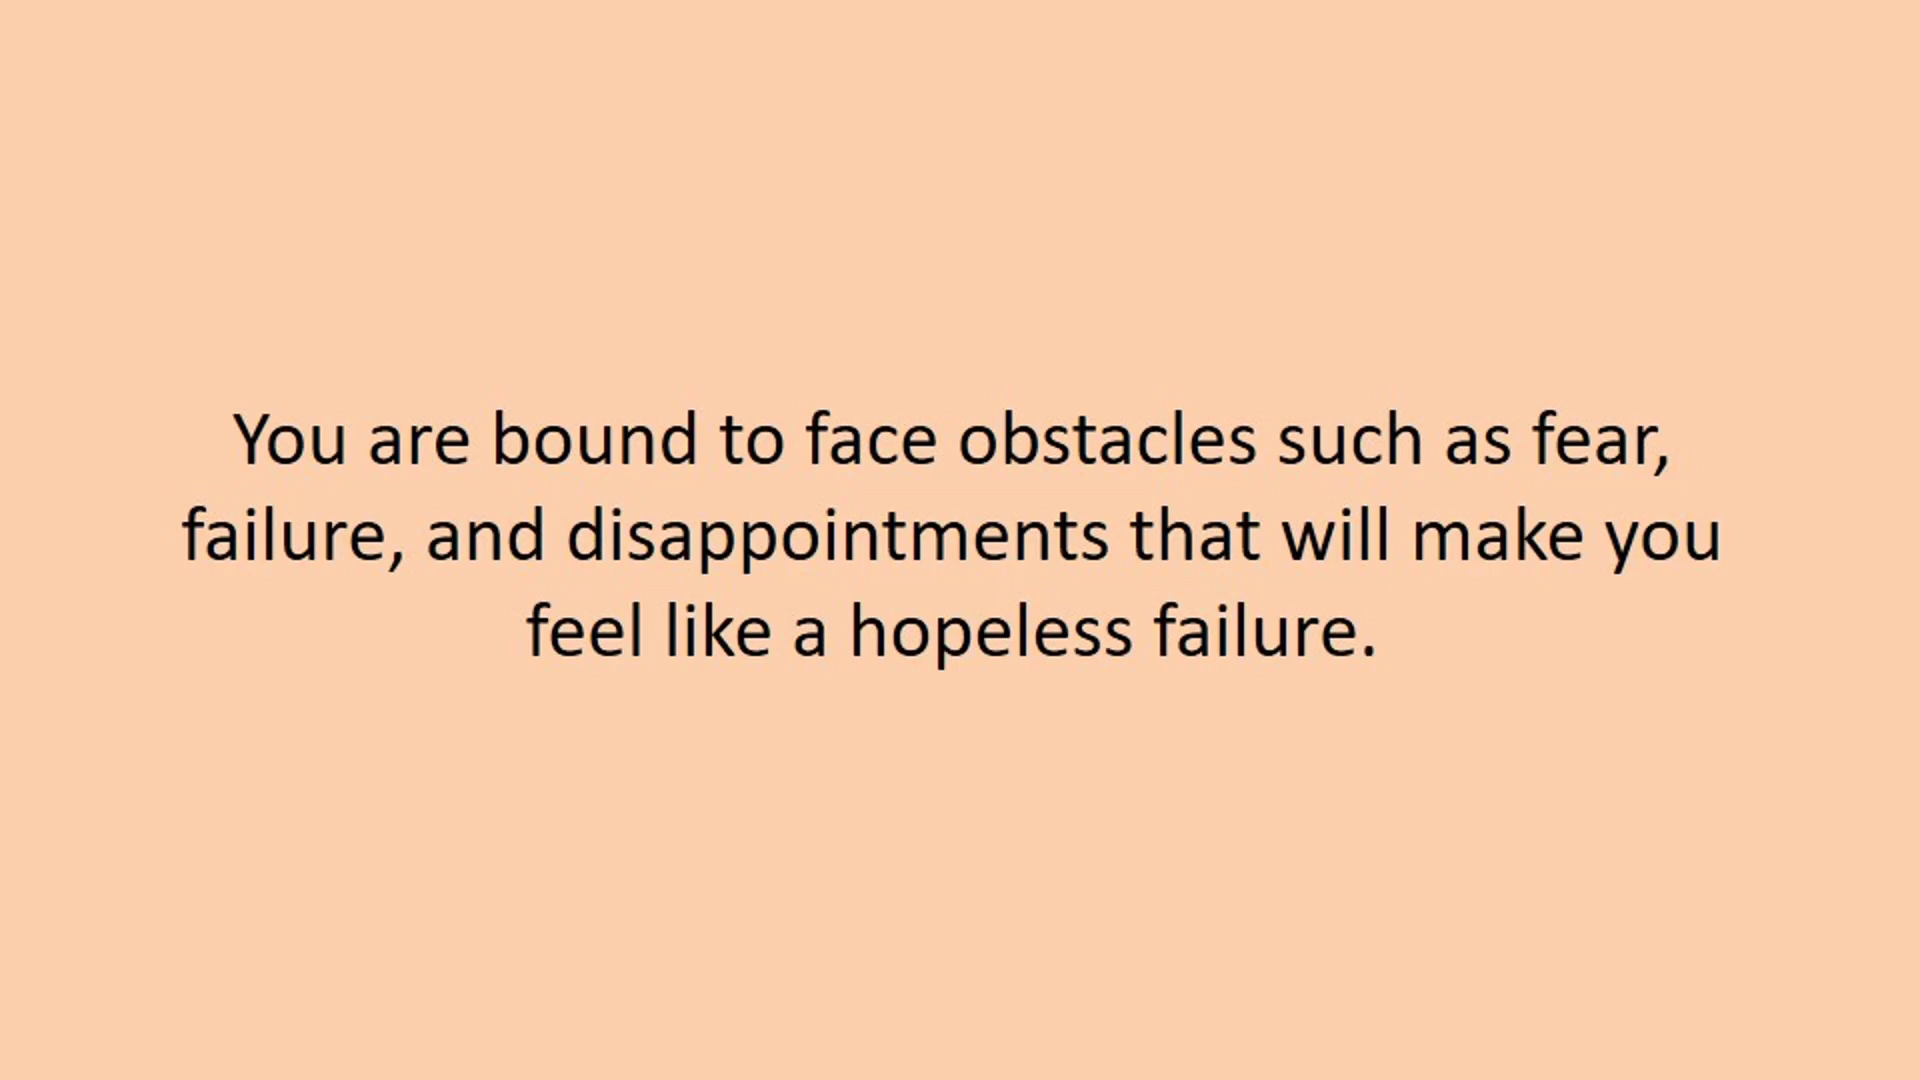 You are bound to face obstacles such as fear,
failure, and disappointments that will make you
feel like a hopeless failure.